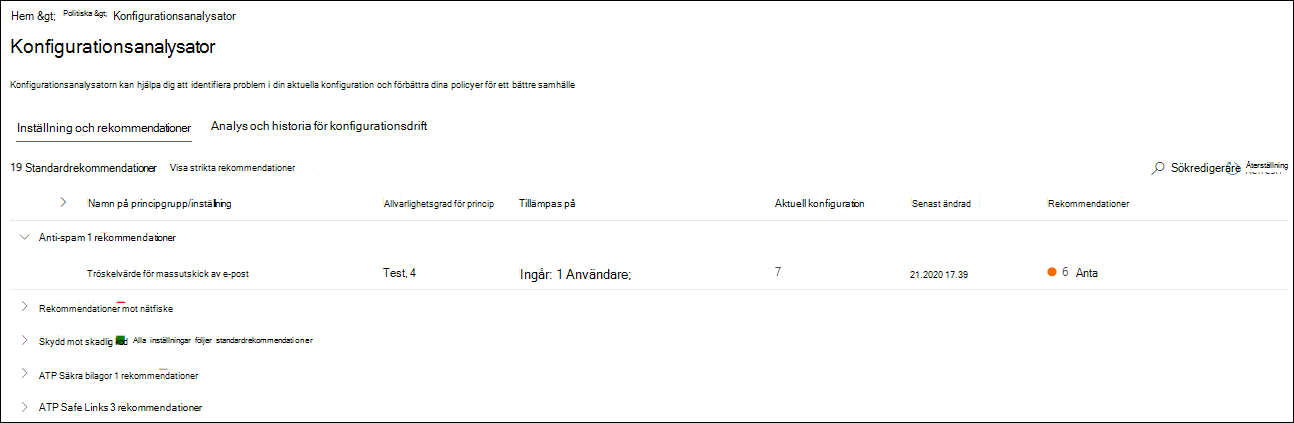 Hem &gt; Politiska &gt; Konfigurationsanalysator
Konfigurationsanalysator
Konfigurationsanalysatorn kan hjälpa dig att identifiera problem i din aktuella konfiguration och förbättra dina policyer för ett bättre samhälle
Inställning och rekommendationer Analys och historia för konfigurationsdrift
19 Standardrekommendationer Visa strikta rekommendationer Sökredigerare Återställning
Namn på principgrupp/inställning Allvarlighetsgrad för princip Tillämpas på Aktuell konfiguration Senast ändrad Rekommendationer
Anti-spam 1 rekommendationer
Tröskelvärde för massutskick av e-post Test, 4 Ingår: 1 Användare; 7 21.2020 17.39 6 Anta
Rekommendationer mot nätfiske
Skydd mot skadlig kod Alla inställningar följer standardrekommendationer
ATP Säkra bilagor 1 rekommendationer
ATP Safe Links 3 rekommendationer